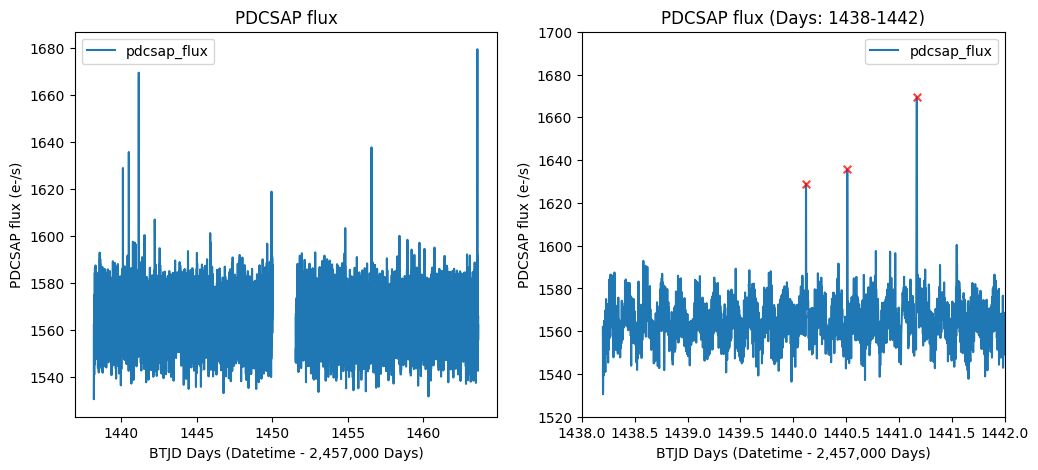 PDCSAP flux
pdcsap_flux
PDCSAP flux (e-/s)
1680
1660
1640
1620
1600
1580
1560
1540
1440 1445 1450 1455 1460
BTJD Days (Datetime - 2,457,000 Days)
PDCSAP flux (Days: 1438-1442)
pdcsap_flux
PDCSAP flux (e-/s)
1700
1680
1660
1640
1620
1600
1580
1560
1540
1520
1438.0 1438.5 1439.0 1439.5 1440.0 1440.5 1441.0 1441.5 1442.0
BTJD Days (Datetime - 2,457,000 Days)